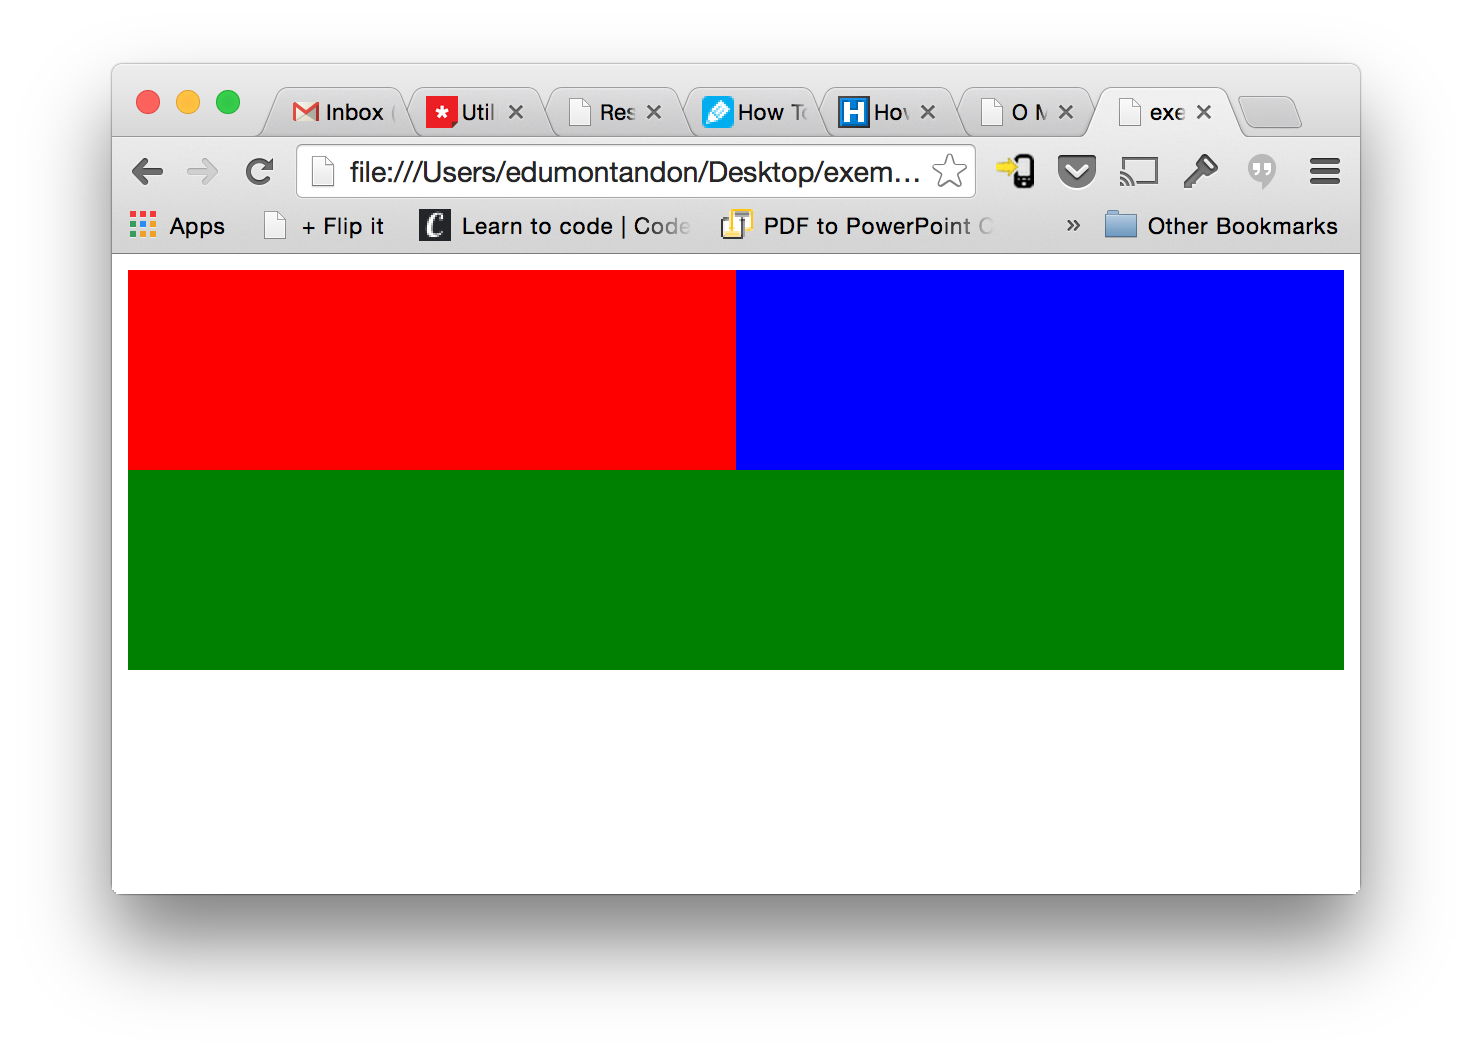 Inbox Util Res How To Hov O M exe
file:///Users/edumontandon/Desktop/exem...
Apps + Flip it Learn to code | Code PDF to PowerPoint C » Other Bookmarks